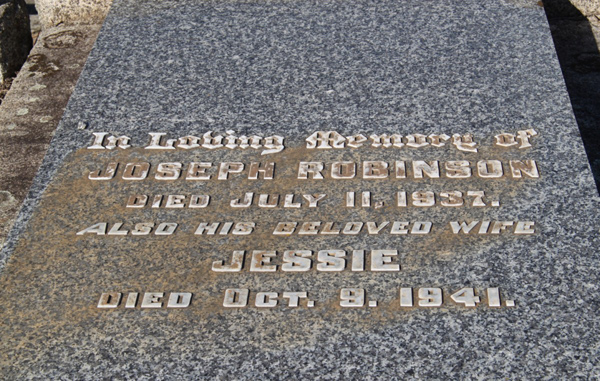 In Loving Memory of
JOSEPH ROBINSON
DIED JULY 11. 1937.
ALSO HIS BELOVED WIFE
JESSIE
DIED OCT. 9. 1941.